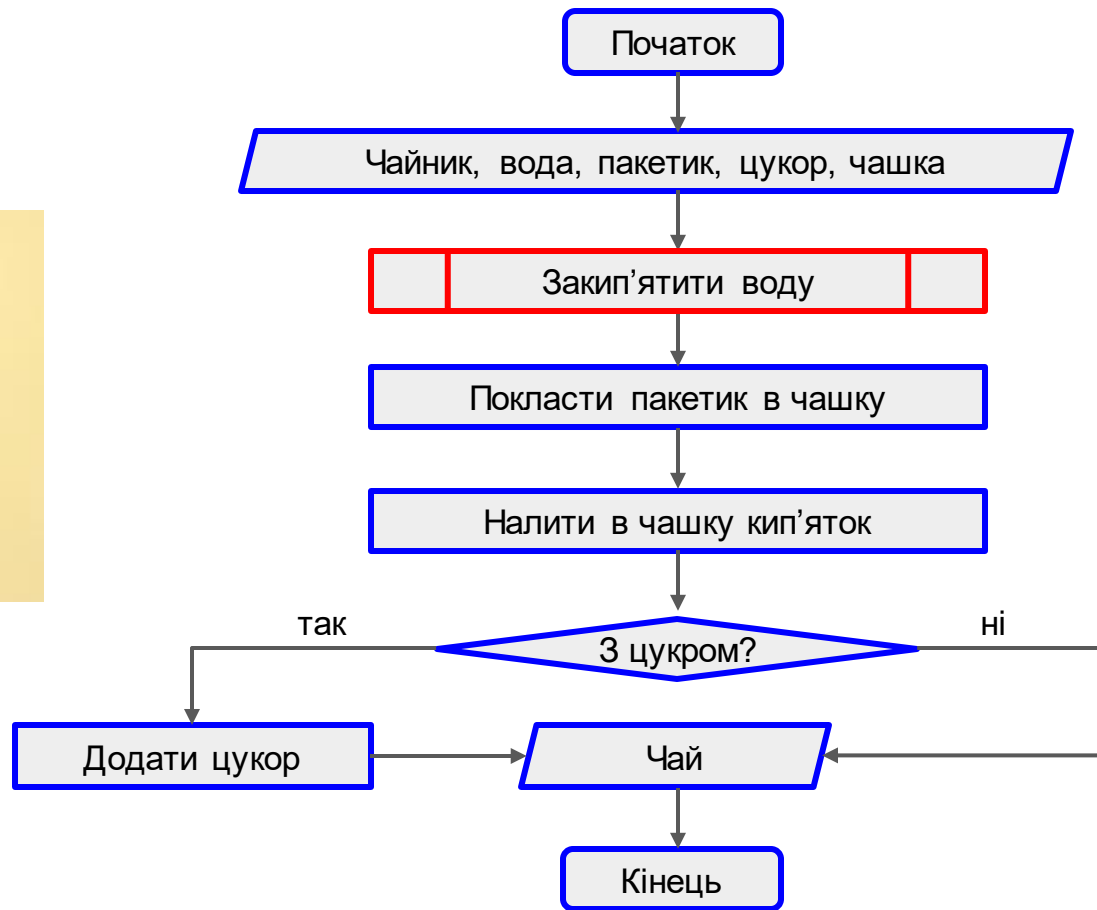 Початок
Чайник, вода, пакетик, цукор, чашка
Закип’ятити воду
Покласти пакетик в чашку
Налити в чашку кип’яток
так
З цукром?
ні
Додати цукор
Чай
Кінець